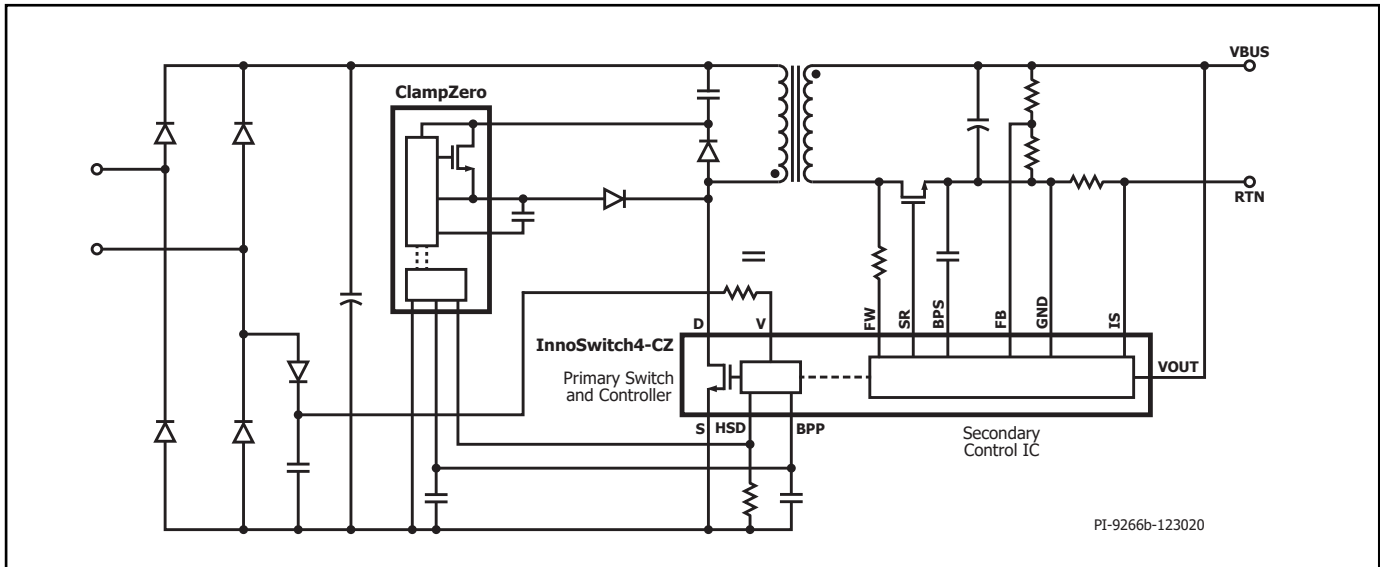 VBUS
ClampZero
RTN
D
V
FW
SR
BPS
FB
GND
IS
InnoSwitch4-CZ
VOUT
Primary Switch
and Controller
S
HSD
BPP
Secondary
Control IC
PI-9266b-123020